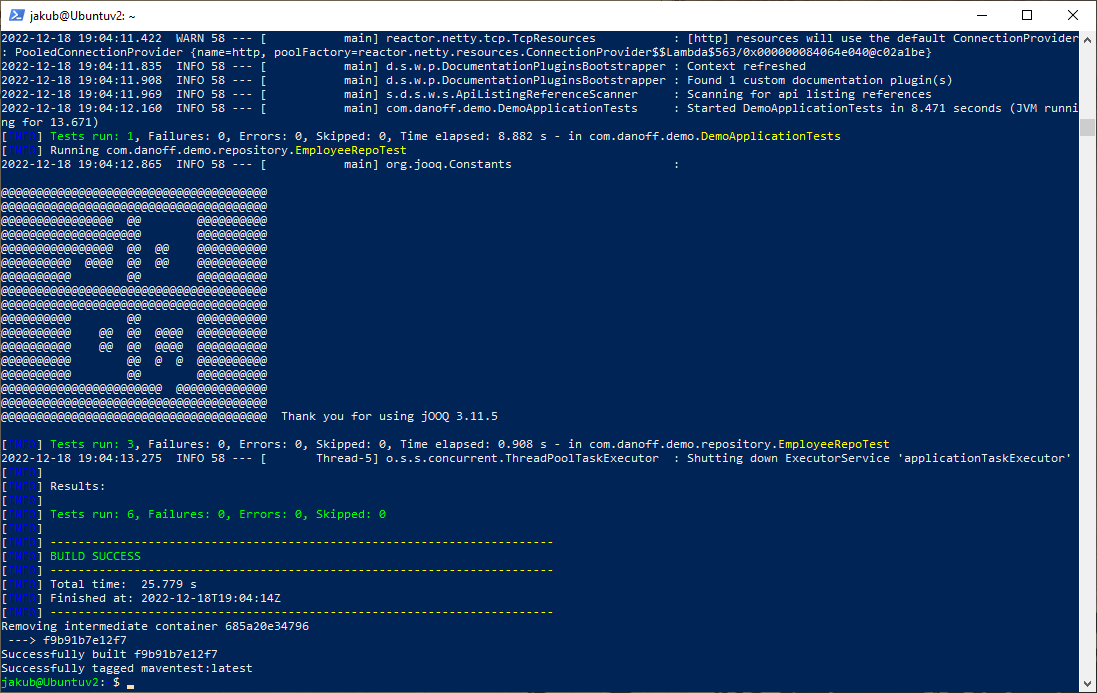 jakub@Ubuntuv2: ~
2022-12-18 19:04:11.422  WARN 58 --- [           main] reactor.netty.tcp.TcpResources           : [http] resources will use the default ConnectionProvider
: PooledConnectionProvider {name=http, poolFactory=reactor.netty.resources.ConnectionProvider$$Lambda$563/0x000000084064e040@c02a1be}
2022-12-18 19:04:11.835  INFO 58 --- [           main] d.s.w.p.DocumentationPluginsBootstrapper : Context refreshed
2022-12-18 19:04:11.908  INFO 58 --- [           main] d.s.w.p.DocumentationPluginsBootstrapper : Found 1 custom documentation plugin(s)
2022-12-18 19:04:11.969  INFO 58 --- [           main] s.d.s.w.s.ApiListingReferenceScanner     : Scanning for api listing references
2022-12-18 19:04:12.160  INFO 58 --- [           main] com.danoff.demo.DemoApplicationTests     : Started DemoApplicationTests in 8.471 seconds (JVM runni
ng for 13.671)
[INFO] Tests run: 1, Failures: 0, Errors: 0, Skipped: 0, Time elapsed: 8.882 s - in com.danoff.demo.DemoApplicationTests
[INFO] Running com.danoff.demo.repository.EmployeeRepoTest
2022-12-18 19:04:12.865  INFO 58 --- [           main] org.jooq.Constants                       :
@@@@@@@@@@@@@@@@@@@@@@@@@@@@@@@@@@@@@@
@@@@@@@@@@@@@@@@@@@@@@@@@@@@@@@@@@@@@@
@@@@@@@@@@@@@@@@  @@        @@@@@@@@@@
@@@@@@@@@@@@@@@@@@@@        @@@@@@@@@@
@@@@@@@@@@@@@@@@  @@  @@    @@@@@@@@@@
@@@@@@@@@@  @@@@  @@  @@    @@@@@@@@@@
@@@@@@@@@@        @@        @@@@@@@@@@
@@@@@@@@@@@@@@@@@@@@@@@@@@@@@@@@@@@@@@
@@@@@@@@@@@@@@@@@@@@@@@@@@@@@@@@@@@@@@
@@@@@@@@@@        @@        @@@@@@@@@@
@@@@@@@@@@    @@  @@  @@@@  @@@@@@@@@@
@@@@@@@@@@    @@  @@  @@@@  @@@@@@@@@@
@@@@@@@@@@        @@  @  @  @@@@@@@@@@
@@@@@@@@@@        @@        @@@@@@@@@@
@@@@@@@@@@@@@@@@@@@@@@@  @@@@@@@@@@@@@
@@@@@@@@@@@@@@@@@@@@@@@@@@@@@@@@@@@@@@
@@@@@@@@@@@@@@@@@@@@@@@@@@@@@@@@@@@@@@  Thank you for using jOOQ 3.11.5
[INFO] Tests run: 3, Failures: 0, Errors: 0, Skipped: 0, Time elapsed: 0.908 s - in com.danoff.demo.repository.EmployeeRepoTest
2022-12-18 19:04:13.275  INFO 58 --- [       Thread-5] o.s.s.concurrent.ThreadPoolTaskExecutor  : Shutting down ExecutorService 'applicationTaskExecutor'
[INFO]
[INFO] Results:
[INFO]
[INFO] Tests run: 6, Failures: 0, Errors: 0, Skipped: 0
[INFO]
[INFO] ------------------------------------------------------------------------
[INFO] BUILD SUCCESS
[INFO] ------------------------------------------------------------------------
[INFO] Total time:  25.779 s
[INFO] Finished at: 2022-12-18T19:04:14Z
[INFO] ------------------------------------------------------------------------
Removing intermediate container 685a20e34796
 ---> f9b91b7e12f7
Successfully built f9b91b7e12f7
Successfully tagged maventest:latest
jakub@Ubuntuv2: $